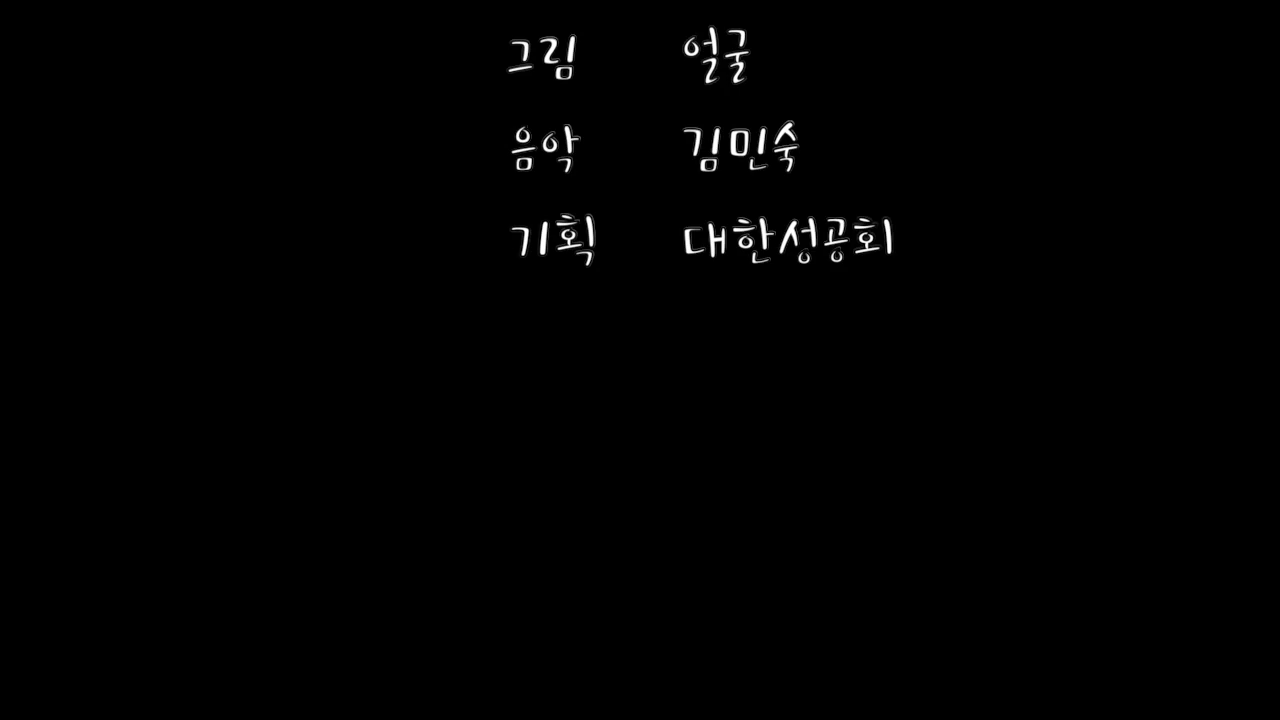 그림 얼굴
음악 김민숙
기획 대한성공회